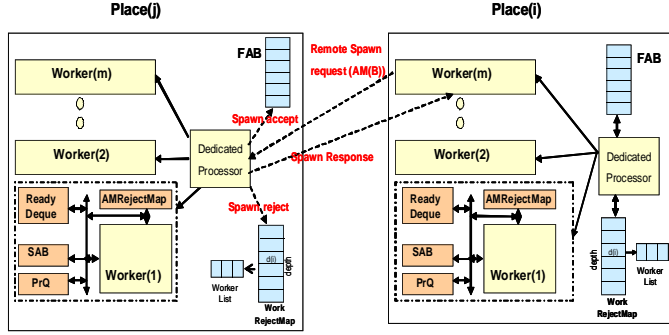 Place(j)
Place(i)
FAB
Remote Spawn
request (AM(B))
Worker(m)
Worker(m)
FAB
Spawn accept
Worker(2)
Dedicated
Processor
Spawn Response
Worker(2)
Dedicated
Processor
Ready
Deque
AMRejectMap
Spawn reject
Ready
Deque
AMRejectMap
SAB
Worker(1)
PrQ
d(i)
depth
Worker
List
Work
RejectMap
SAB
Worker(1)
PrQ
depth
d(i)
Worker
List
Work
RejectMap